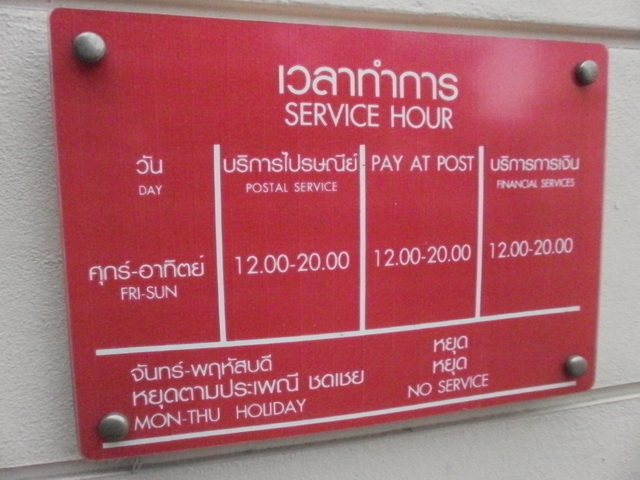 เวลาทำการ
SERVICE HOUR
วัน บริการไปรษณีย์ PAY AT POST บริการการเงิน
DAY POSTAL SERVICE FINANCIAL SERVICES
ศุกร์-อาทิตย์ 12.00-20.00 12.00-20.00 12.00-20.00
FRI-SUN
จันทร์-พฤหัสบดี หยุด
หยุดตามประเพณี ชดเชย หยุด
MON-THU HOLIDAY NO SERVICE